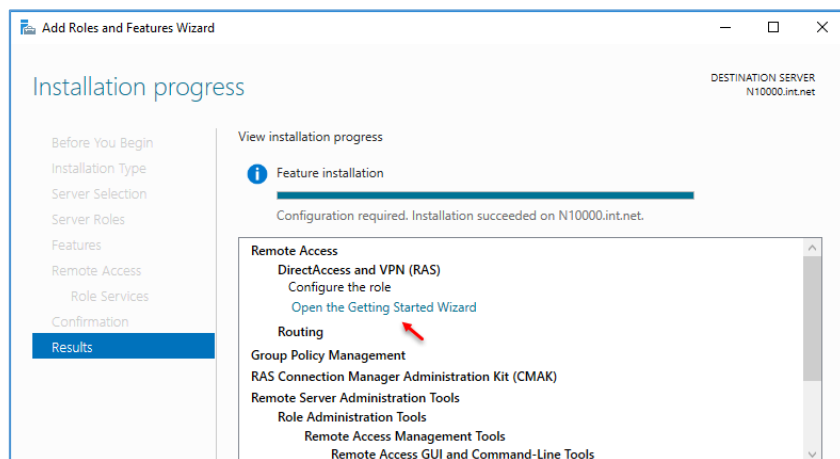 Add Roles and Features Wizard
Installation progress
DESTINATION SERVER
N10000.int.net
Before You Begin
Installation Type
Server Selection
Server Roles
Features
Remote Access
Role Services
Confirmation
Results
View installation progress
Feature installation
Configuration required. Installation succeeded on N10000.int.net.
Remote Access
DirectAccess and VPN (RAS)
Configure the role
Open the Getting Started Wizard
Routing
Group Policy Management
RAS Connection Manager Administration Kit (CMAK)
Remote Server Administration Tools
Role Administration Tools
Remote Access Management Tools
Remote Access GUI and Command-Line Tools